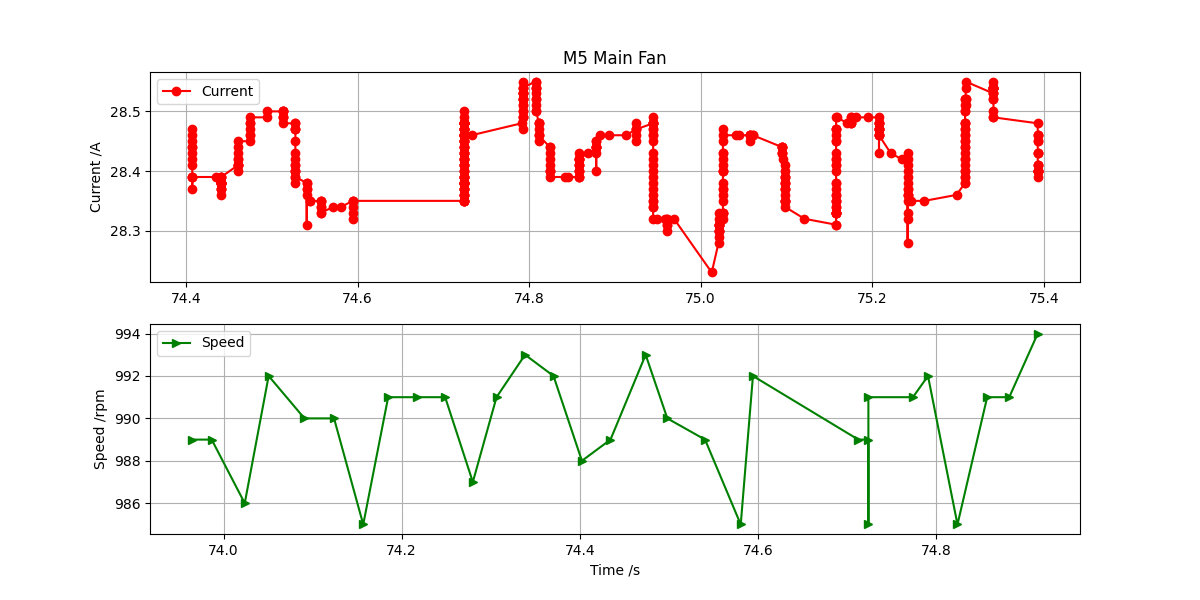 M5 Main Fan
Current
Current /A
28.5
28.4
28.3
74.4 74.6 74.8 75.0 75.2 75.4
Speed
Speed /rpm
994
992
990
988
986
74.0 74.2 74.4 74.6 74.8
Time /s